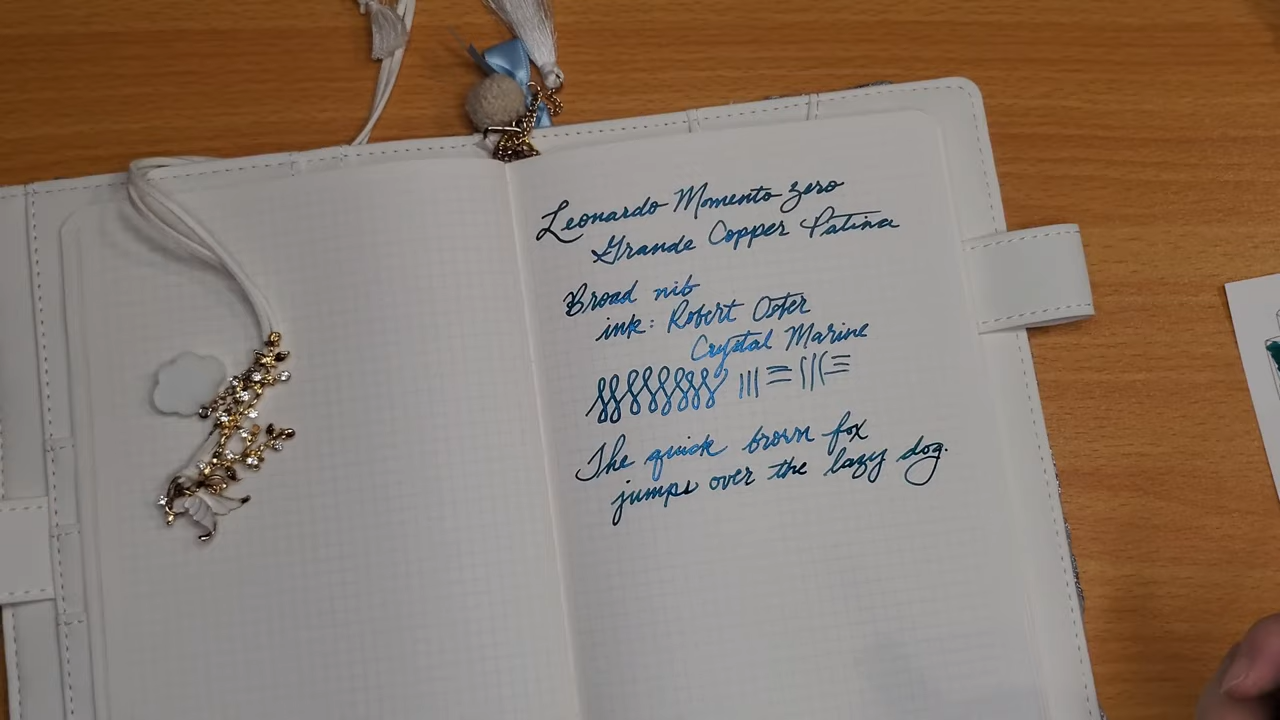 Leonardo Momento zero
Grande Copper Patina
Broad nib
ink: Robert Oster
Crystal Marine
The quick brown fox
jumps over the lazy dog.